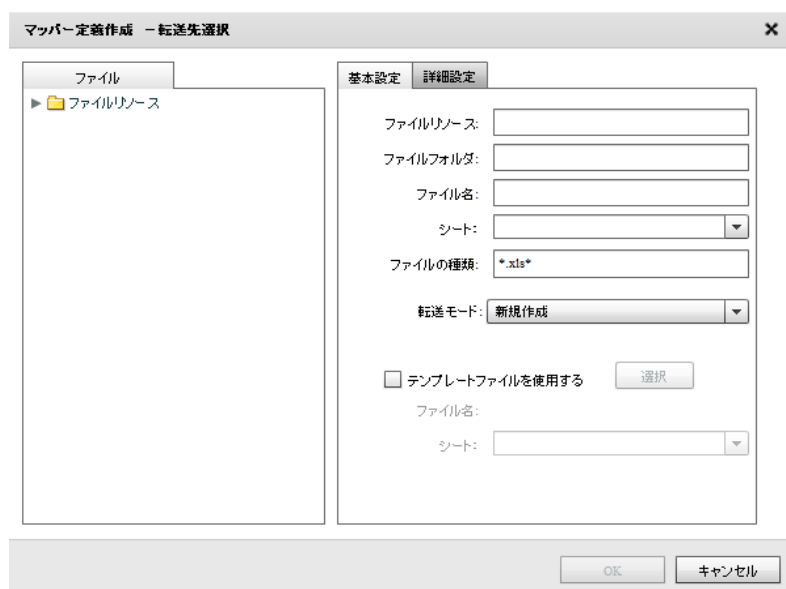 マッパー定義作成 －転送先選択
ファイル
ファイルリソース
基本設定 詳細設定
ファイルリソース:
ファイルフォルダ:
ファイル名:
シート:
ファイルの種類: *.xls*
転送モード: 新規作成
テンプレートファイルを使用する 選択
ファイル名:
シート:
OK キャンセル